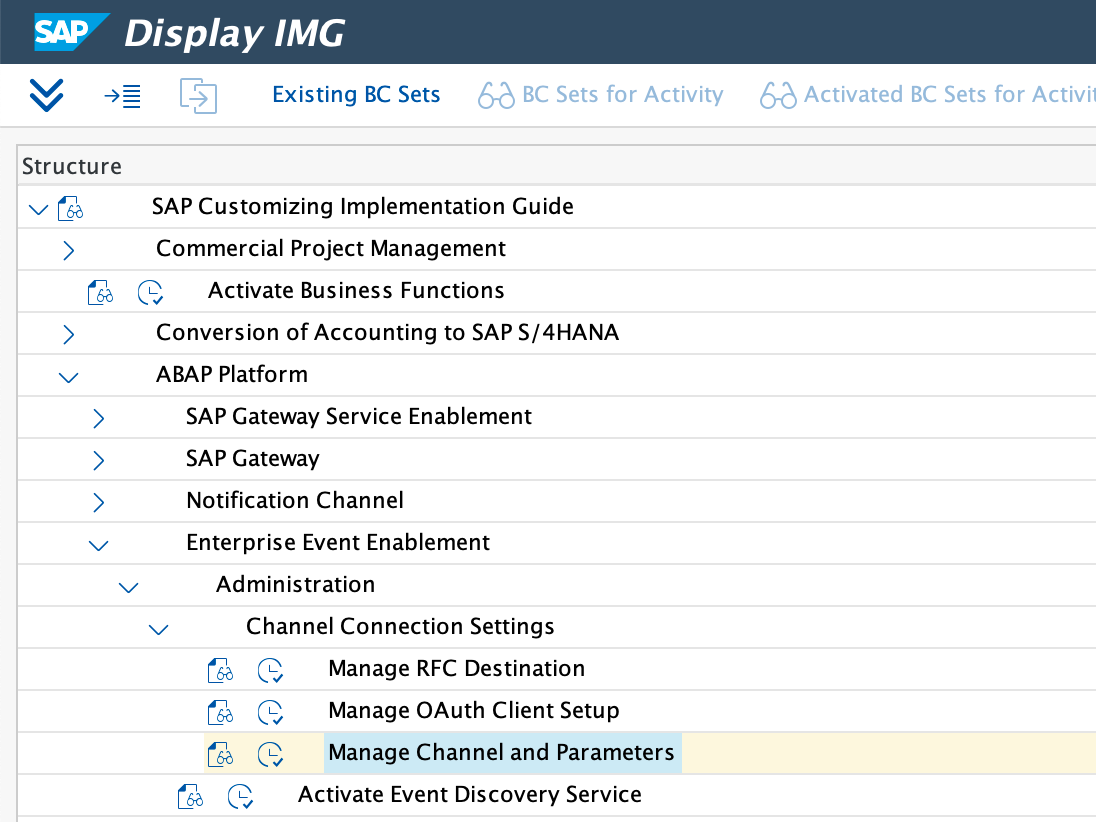 SAP Display IMG
Existing BC Sets BC Sets for Activity Activated BC Sets for Activit
Structure
SAP Customizing Implementation Guide
Commercial Project Management
Activate Business Functions
Conversion of Accounting to SAP S/4HANA
ABAP Platform
SAP Gateway Service Enablement
SAP Gateway
Notification Channel
Enterprise Event Enablement
Administration
Channel Connection Settings
Manage RFC Destination
Manage OAuth Client Setup
Manage Channel and Parameters
Activate Event Discovery Service